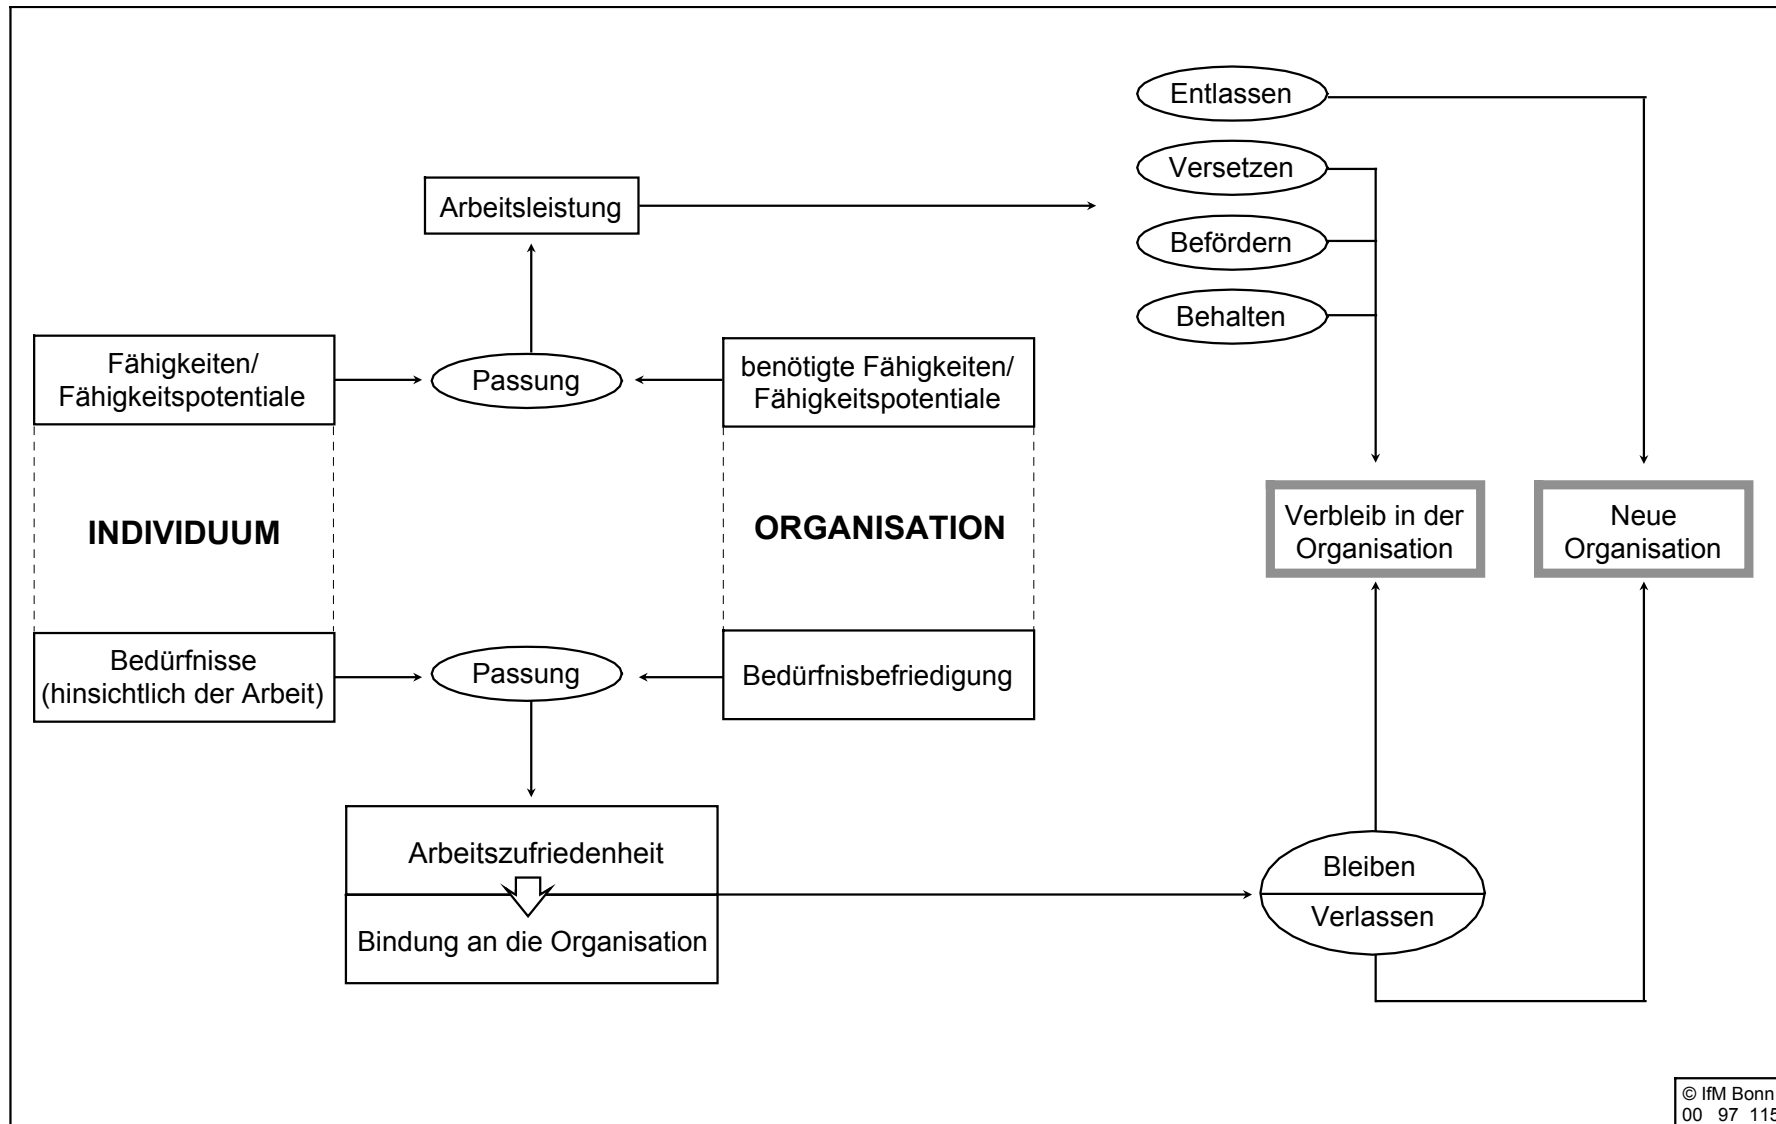 Entlassen
Versetzen
Arbeitsleistung
Befördern
Behalten
Fähigkeiten/
Fähigkeitspotentiale
Passung
benötigte Fähigkeiten/
Fähigkeitspotentiale
INDIVIDUUM
ORGANISATION
Verbleib in der
Organisation
Neue
Organisation
Bedürfnisse
(hinsichtlich der Arbeit)
Passung
Bedürfnisbefriedigung
Arbeitszufriedenheit
Bindung an die Organisation
Bleiben
Verlassen
© IfM Bonn
00 97 115